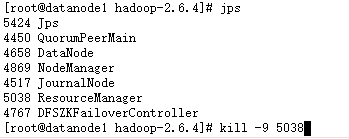 [root@datanode1 hadoop-2.6.4]# jps
5424 Jps
4450 QuorumPeerMain
4658 DataNode
4869 NodeManager
4517 JournalNode
5038 ResourceManager
4767 DFSZKFailoverController
[root@datanode1 hadoop-2.6.4]# kill -9 5038